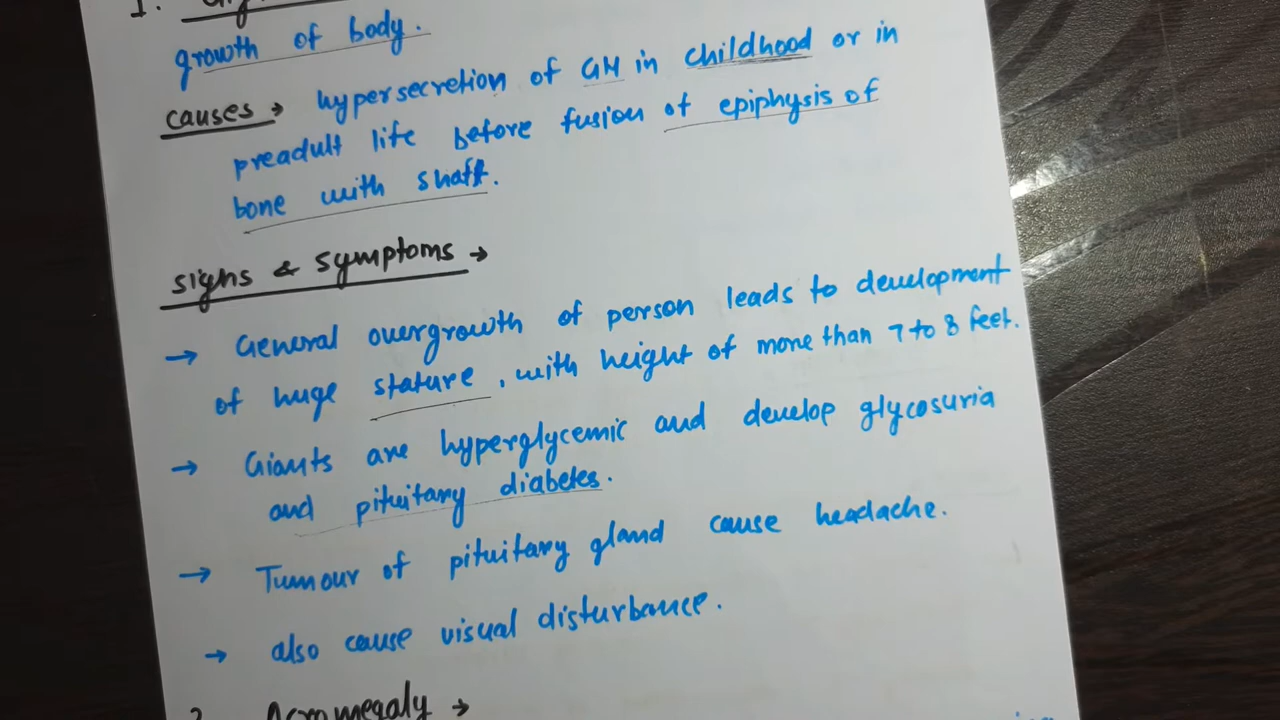 1.
growth of body.
causes → hypersecretion of GH in childhood or in
preadult life before fusion of epiphysis of
bone with shaft.
signs & symptoms →
→ General overgrowth of person leads to development
of huge stature, with height of more than 7 to 8 feet.
→ Giants are hyperglycemic and develop glycosuria
and pituitary diabetes.
→ Tumour of pituitary gland cause headache.
→ also cause visual disturbance.
2. Acromegaly →